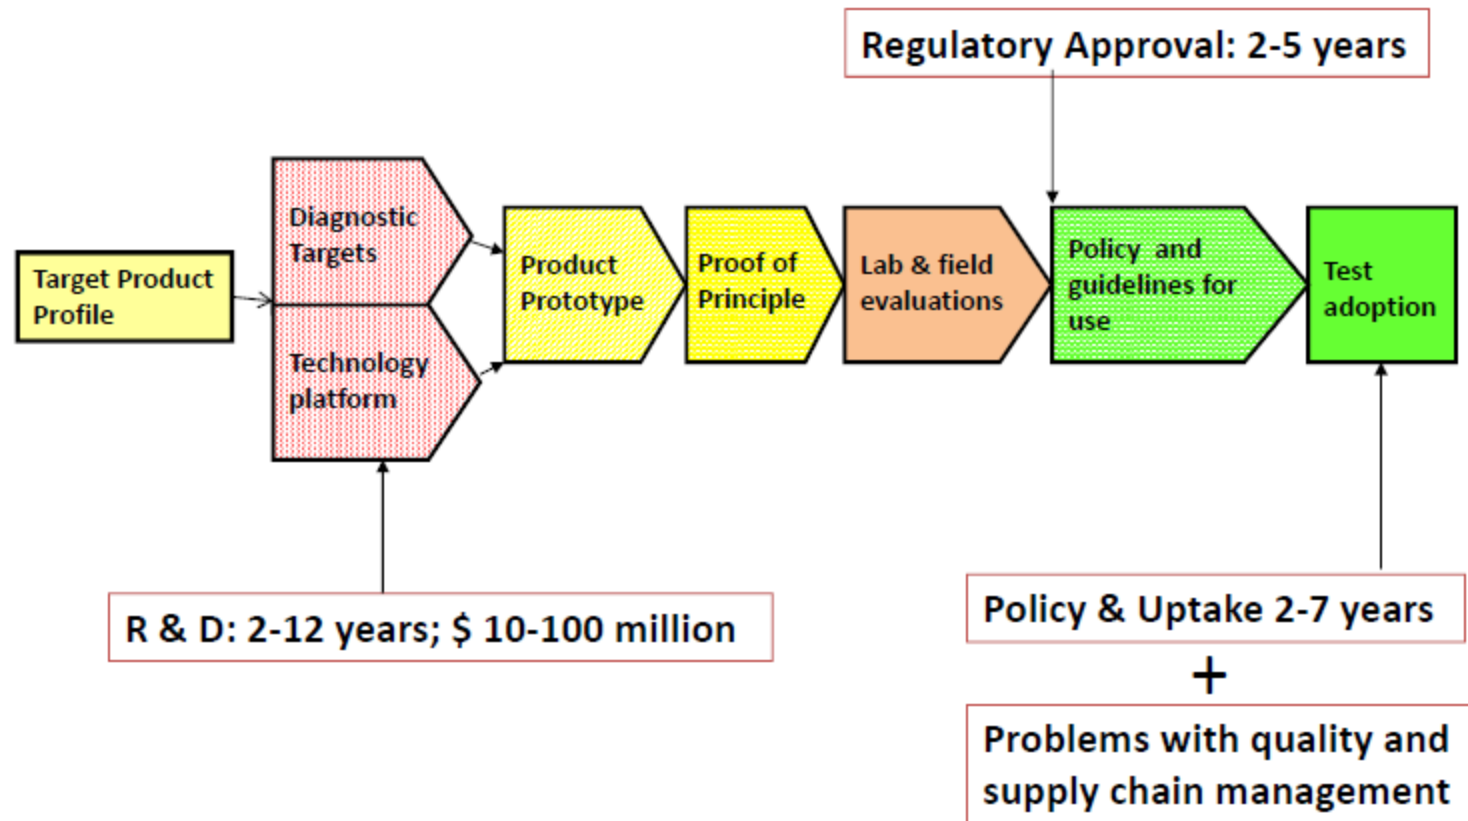 Regulatory Approval: 2-5 years
Target Product
Profile
Diagnostic
Targets
Technology
platform
Product
Prototype
Proof of
Principle
Lab & field
evaluations
Policy and
guidelines for
use
Test
adoption
R & D: 2-12 years; $ 10-100 million
Policy & Uptake 2-7 years
+
Problems with quality and
supply chain management